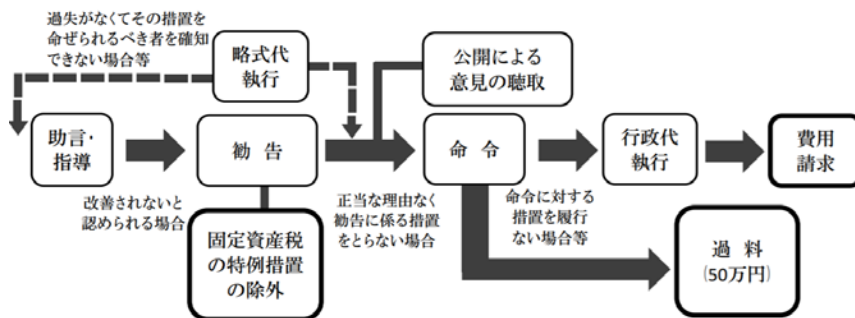 過失がなくてその措置を
命ぜられるべき者を確知
できない場合等
略式代
執行
公開による
意見の聴取
助言・
指導
勧 告
命 令
行政代
執行
費用
請求
改善されないと
認められる場合
正当な理由なく
勧告に係る措置
をとらない場合
命令に対する
措置を履行
ない場合等
固定資産税
の特例措置
の除外
過 料
(50万円)